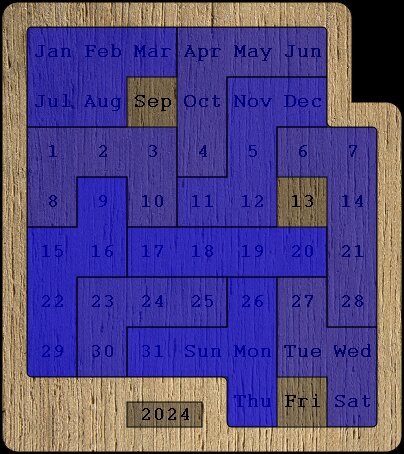 Jan Feb Mar Apr May Jun
Jul Aug Sep Oct Nov Dec
1 2 3 4 5 6 7
8 9 10 11 12 13 14
15 16 17 18 19 20 21
22 23 24 25 26 27 28
29 30 31 Sun Mon Tue Wed
Thu Fri Sat
2024